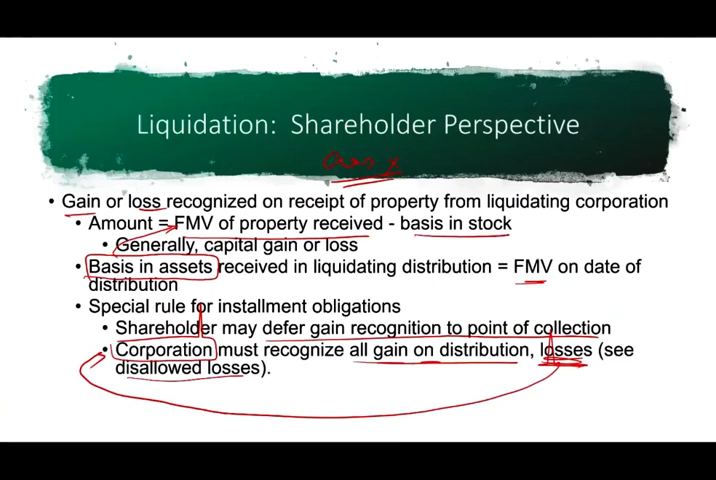 Liquidation: Shareholder Perspective
• Gain or loss recognized on receipt of property from liquidating corporation
• Amount = FMV of property received - basis in stock
• Generally, capital gain or loss
• Basis in assets received in liquidating distribution = FMV on date of
distribution
• Special rule for installment obligations
• Shareholder may defer gain recognition to point of collection
• Corporation must recognize all gain on distribution, losses (see
disallowed losses).